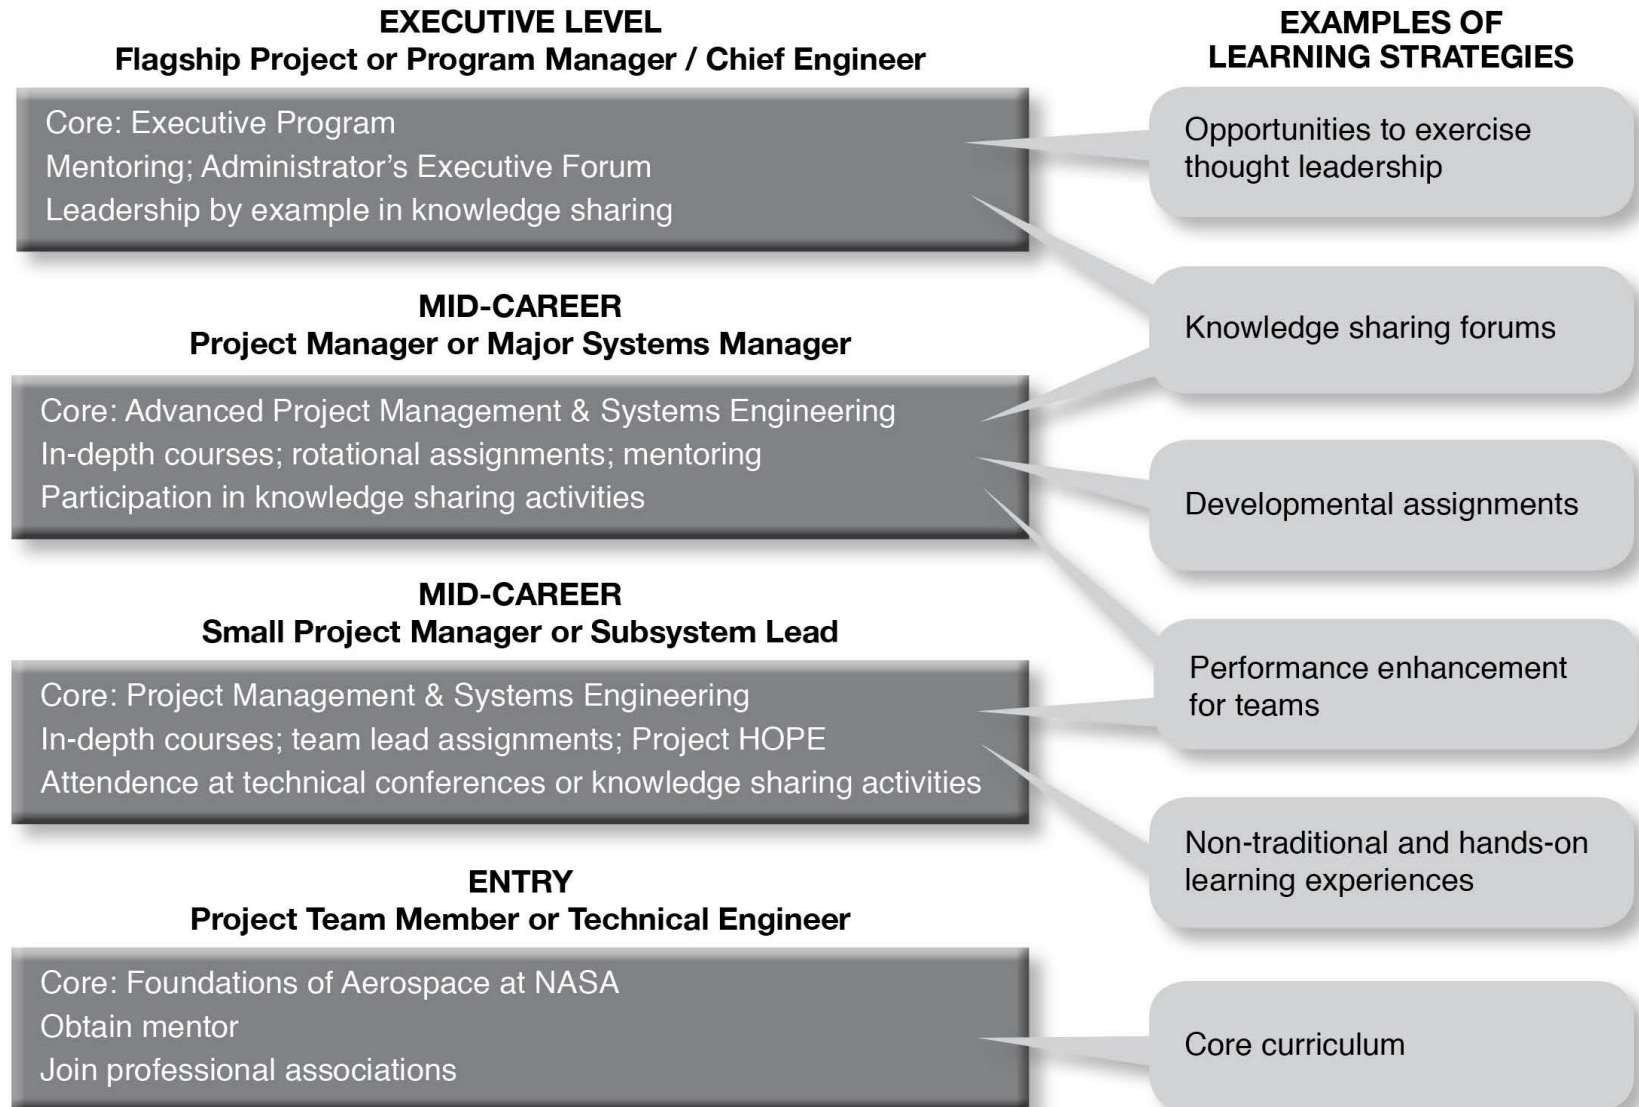 EXECUTIVE LEVEL
Flagship Project or Program Manager / Chief Engineer
Core: Executive Program
Mentoring; Administrator’s Executive Forum
Leadership by example in knowledge sharing
MID-CAREER
Project Manager or Major Systems Manager
Core: Advanced Project Management & Systems Engineering
In-depth courses; rotational assignments; mentoring
Participation in knowledge sharing activities
MID-CAREER
Small Project Manager or Subsystem Lead
Core: Project Management & Systems Engineering
In-depth courses; team lead assignments; Project HOPE
Attendence at technical conferences or knowledge sharing activities
ENTRY
Project Team Member or Technical Engineer
Core: Foundations of Aerospace at NASA
Obtain mentor
Join professional associations
EXAMPLES OF
LEARNING STRATEGIES
Opportunities to exercise
thought leadership
Knowledge sharing forums
Developmental assignments
Performance enhancement
for teams
Non-traditional and hands-on
learning experiences
Core curriculum